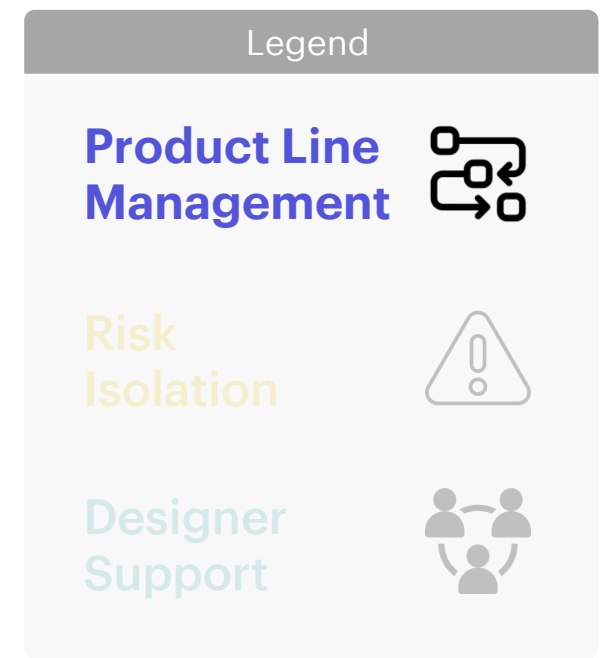 Legend
Product Line
Management
Risk
Isolation
Designer
Support